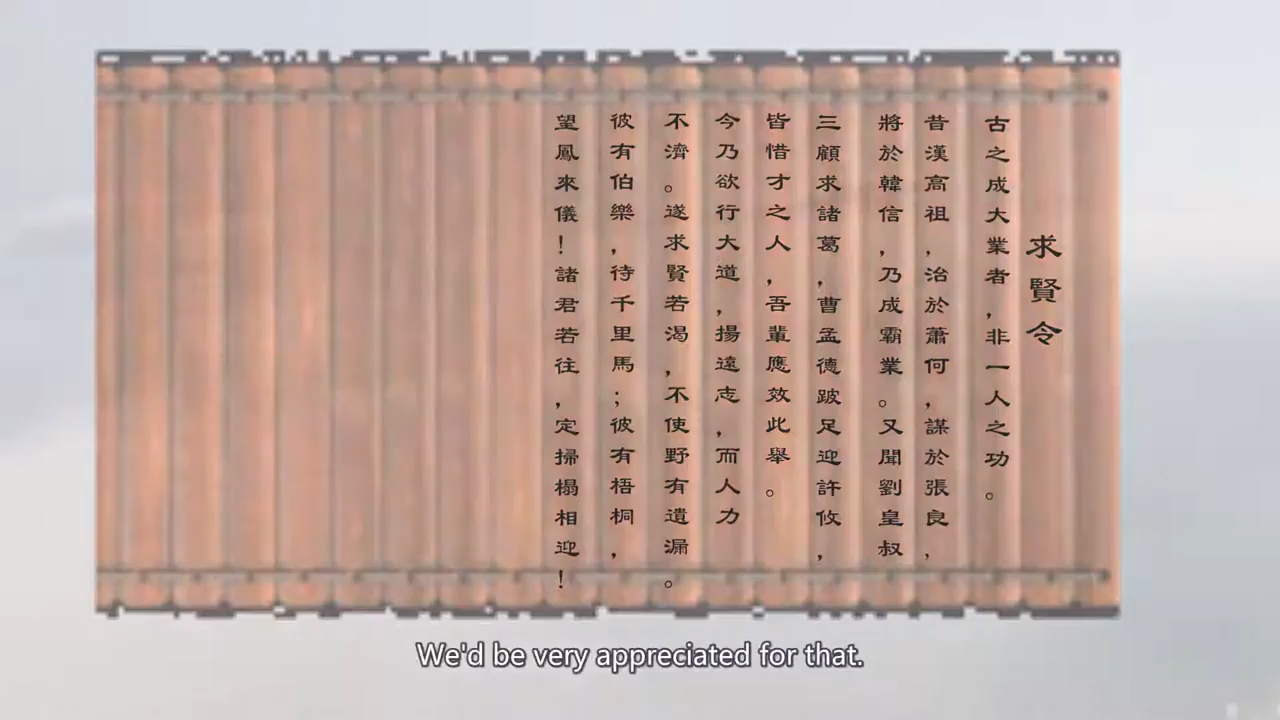 求賢令
古之成大業者,非一人之功。
昔漢高祖,治於蕭何,謀於張良,
將於韓信,乃成霸業。又聞劉皇叔
三顧求諸葛,曹孟德跛足迎許攸,
皆惜才之人,吾輩應效此舉。
今乃欲行大道,揚遠志,而人力
不濟。遂求賢若渴,不使野有遺漏。
彼有伯樂,待千里馬;彼有梧桐,
望鳳來儀!諸君若往,定掃榻相迎!
We'd be very appreciated for that.